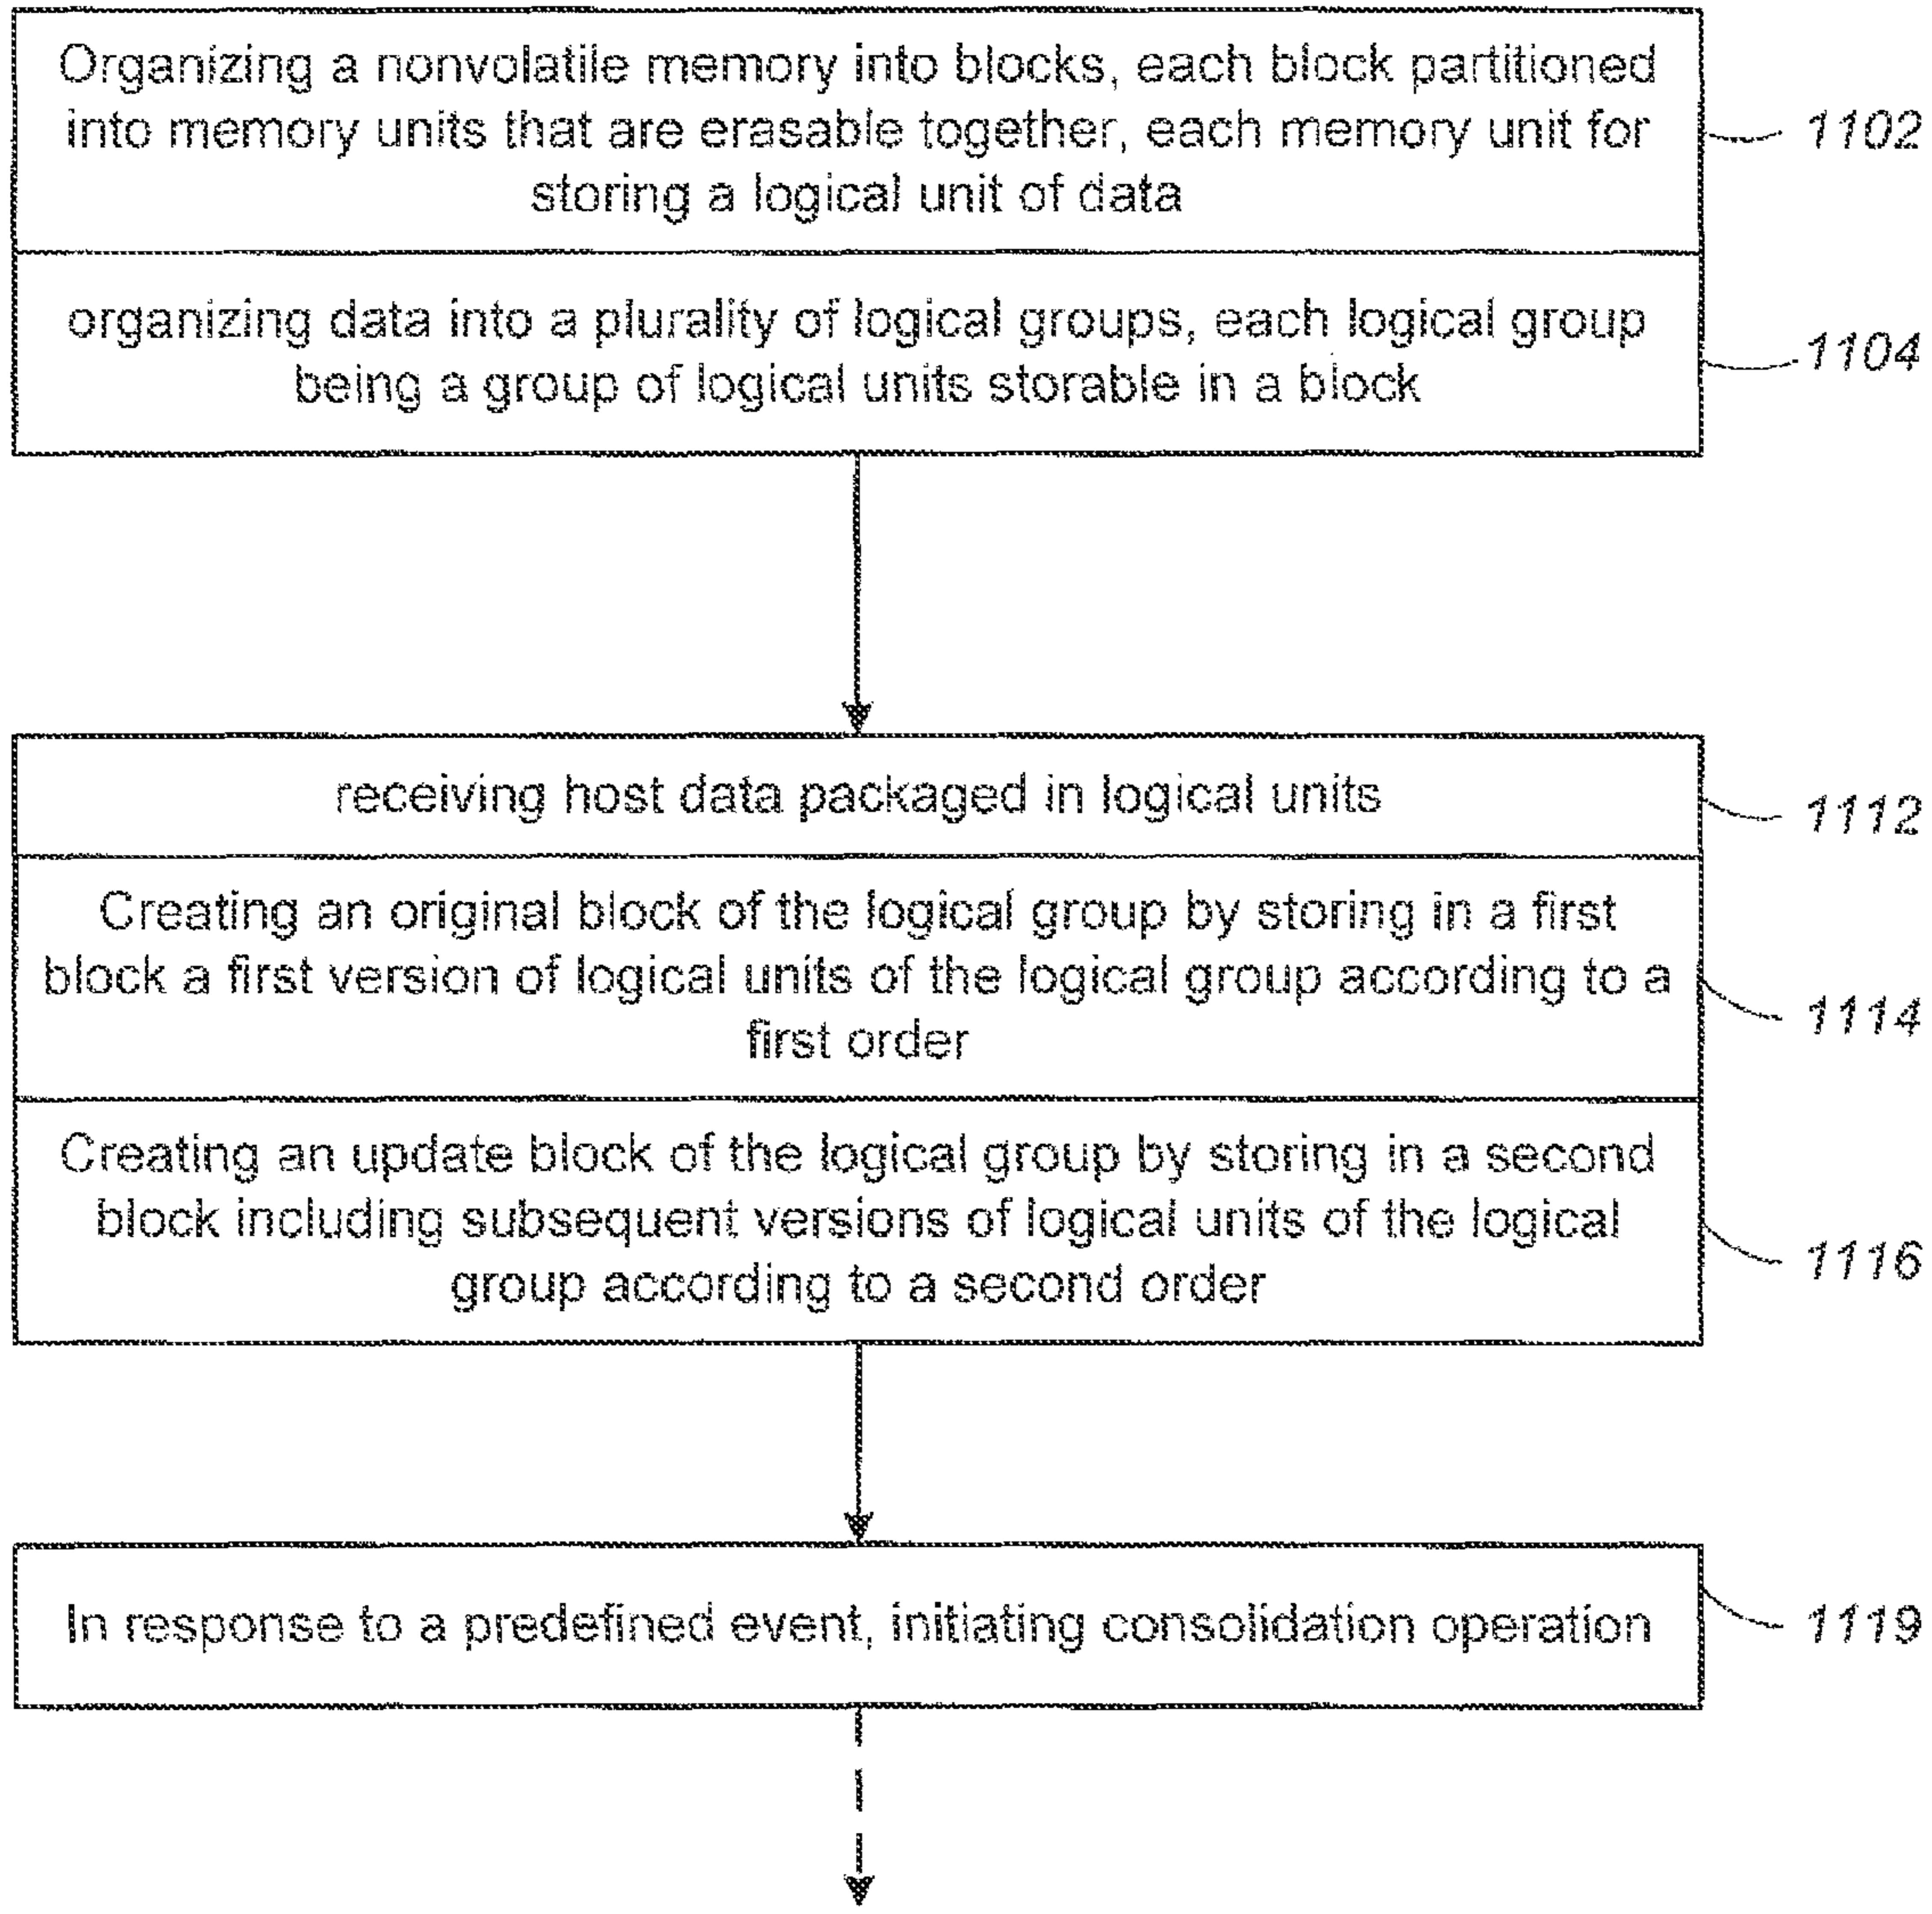 Organizing a nonvolatile memory into blocks, each block partitioned
into memory units that are erasable together, each memory unit for
storing a logical unit of data
1102
organizing data into a plurality of logical groups, each logical group
being a group of logical units storable in a block
1104
receiving host data packaged in logical units
1112
Creating an original block of the logical group by storing in a first
block a first version of logical units of the logical group according to a
first order
1114
Creating an update block of the logical group by storing in a second
block including subsequent versions of logical units of the logical
group according to a second order
1116
In response to a predefined event, initiating consolidation operation
1119